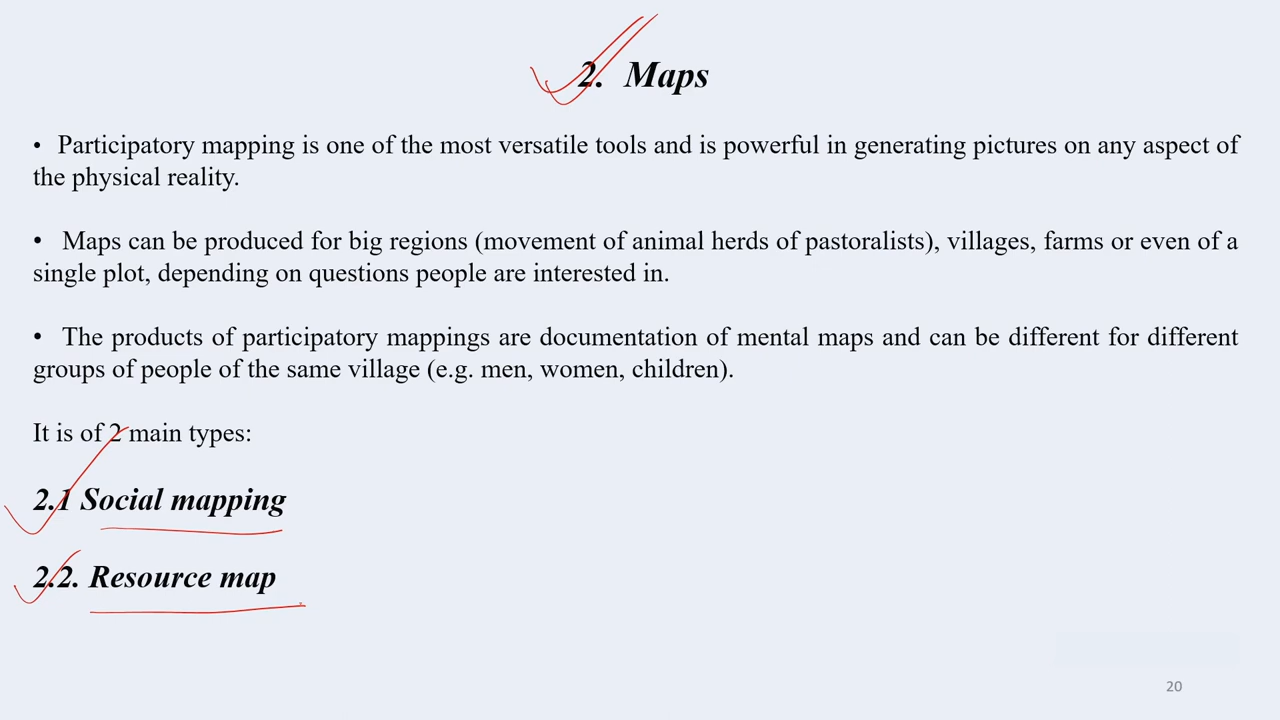 2. Maps
• Participatory mapping is one of the most versatile tools and is powerful in generating pictures on any aspect of
the physical reality.
• Maps can be produced for big regions (movement of animal herds of pastoralists), villages, farms or even of a
single plot, depending on questions people are interested in.
• The products of participatory mappings are documentation of mental maps and can be different for different
groups of people of the same village (e.g. men, women, children).
It is of 2 main types:
2.1 Social mapping
2.2. Resource map
20